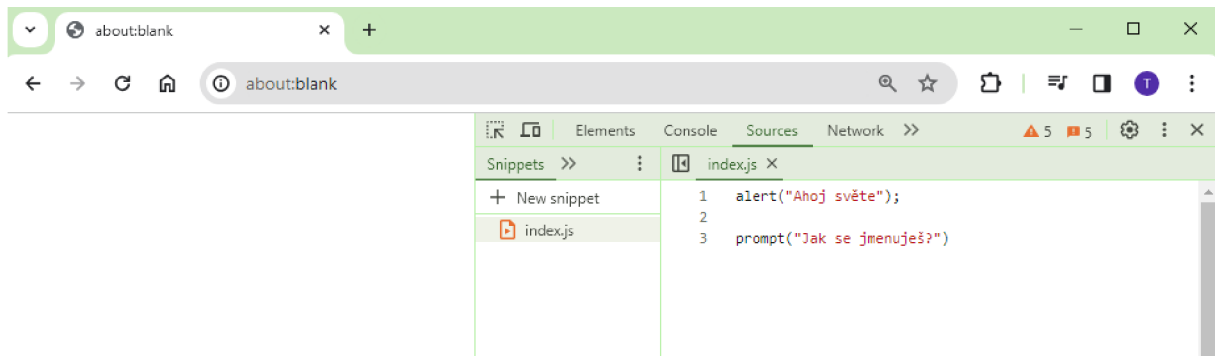 about:blank
about:blank
T
Elements Console Sources Network 5 5
Snippets index.js
New snippet 1 alert("Ahoj světe");
2
index.js 3 prompt("Jak se jmenuješ?")